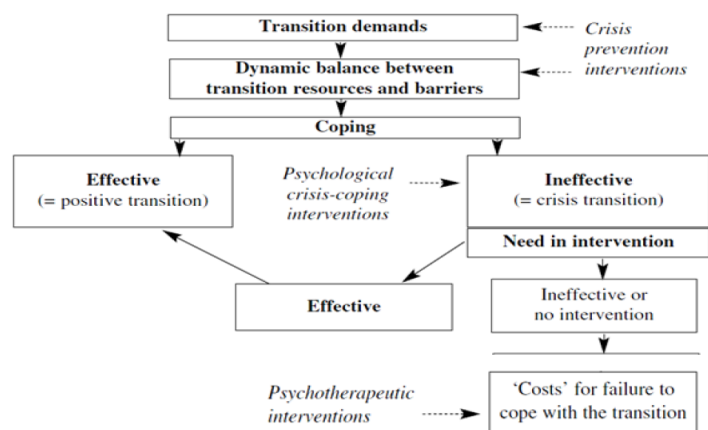 Transition demands
Crisis
prevention
interventions
Dynamic balance between
transition resources and barriers
Coping
Effective
(= positive transition)
Psychological
crisis-coping
interventions
Ineffective
(= crisis transition)
Need in intervention
Effective
Ineffective or
no intervention
Psychotherapeutic
interventions
‘Costs’ for failure to
cope with the transition